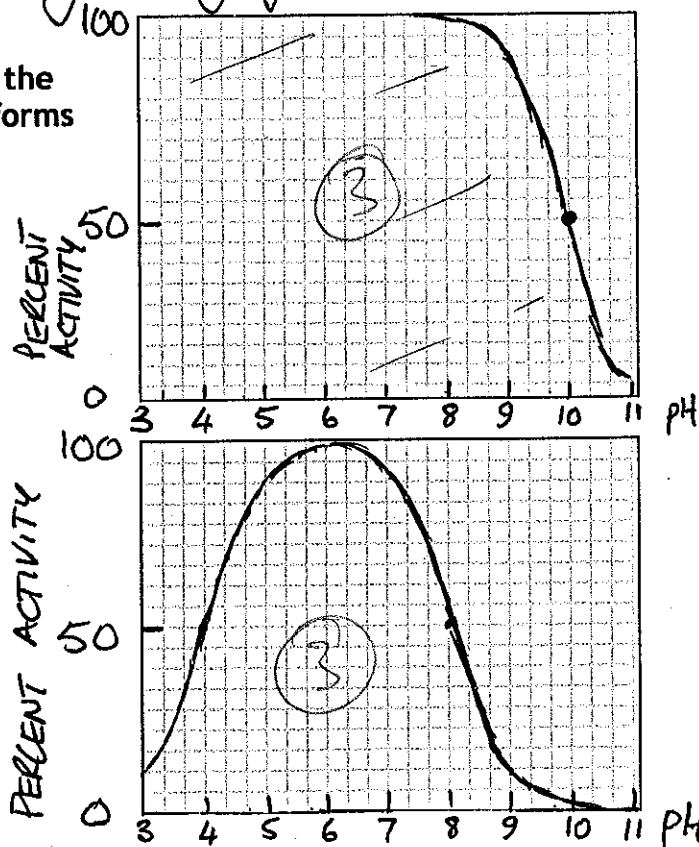 100
the
forms
3
50
PERCENT
ACTIVITY
0
3 4 5 6 7 8 9 10 11 pH
100
PERCENT ACTIVITY
50
3
0
3 4 5 6 7 8 9 10 11 pH